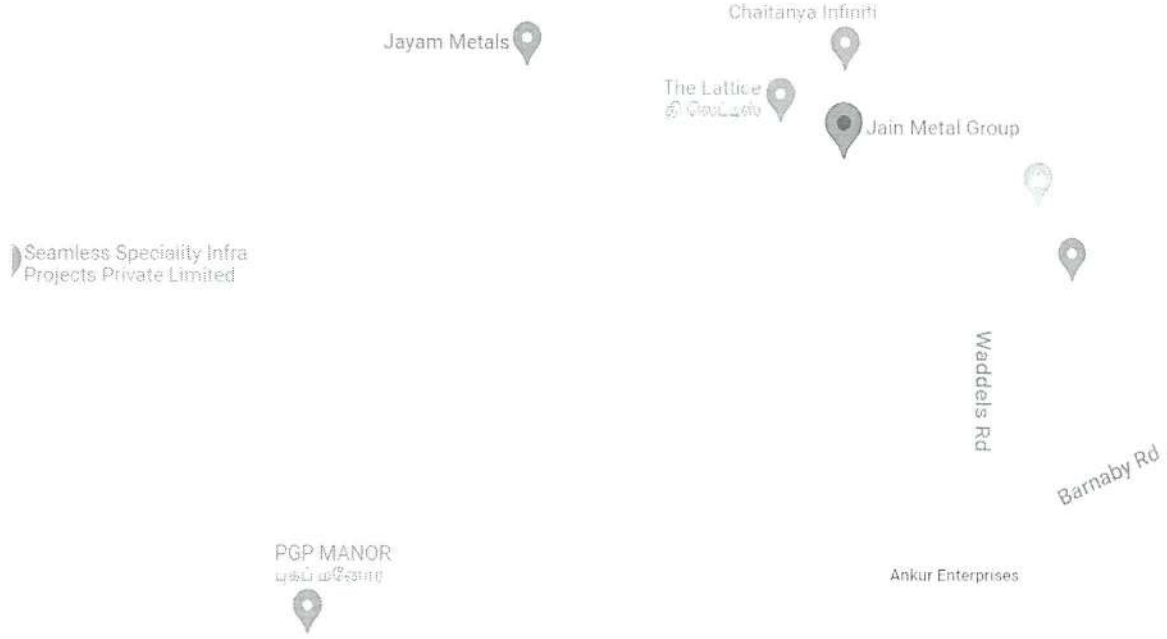 Chaitanya Infiniti
Jayam Metals
The Lattice
தி லெட்டீஸ்
Jain Metal Group
Seamless Speciality Infra
Projects Private Limited
Waddels Rd
Barnaby Rd
PGP MANOR
Ankur Enterprises